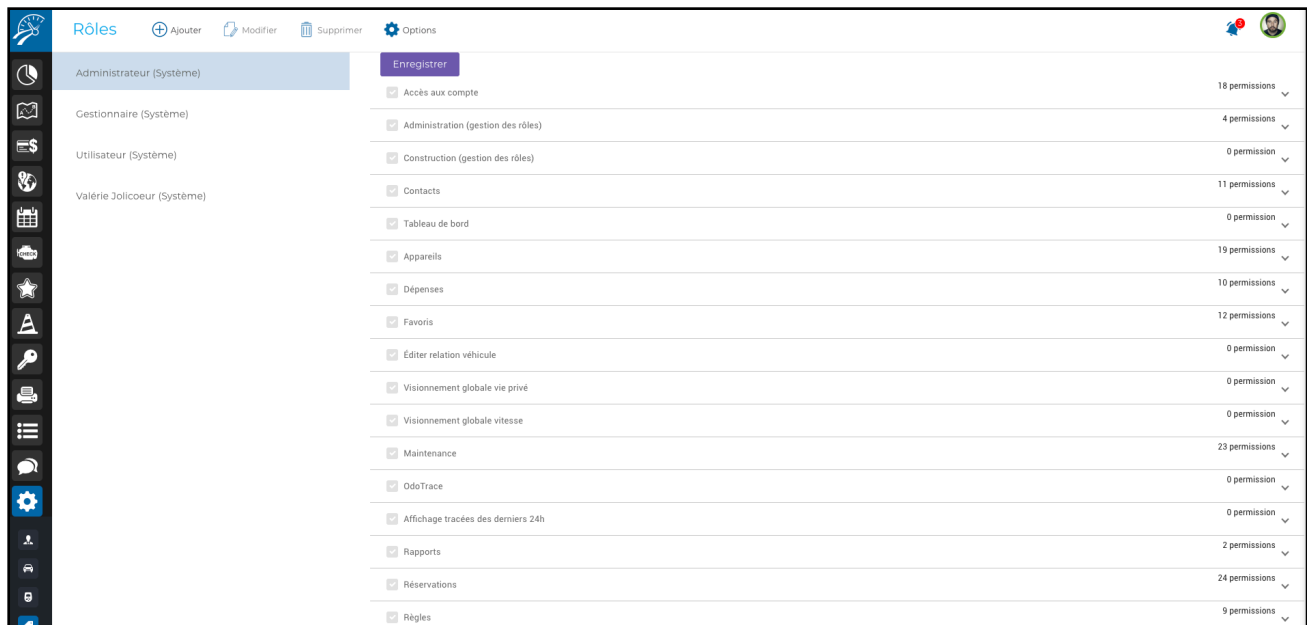 Rôles
Ajouter
Modifier
Supprimer
Options
3
Administrateur (Système)
Gestionnaire (Système)
Utilisateur (Système)
Valérie Jolicoeur (Système)
Enregistrer
Accès aux compte 18 permissions
Administration (gestion des rôles) 4 permissions
Construction (gestion des rôles) 0 permission
Contacts 11 permissions
Tableau de bord 0 permission
Appareils 19 permissions
Dépenses 10 permissions
Favoris 12 permissions
Éditer relation véhicule 0 permission
Visionnement globale vie privé 0 permission
Visionnement globale vitesse 0 permission
Maintenance 23 permissions
OdoTrace 0 permission
Affichage tracées des derniers 24h 0 permission
Rapports 2 permissions
Réservations 24 permissions
Règles 9 permissions
CHECK